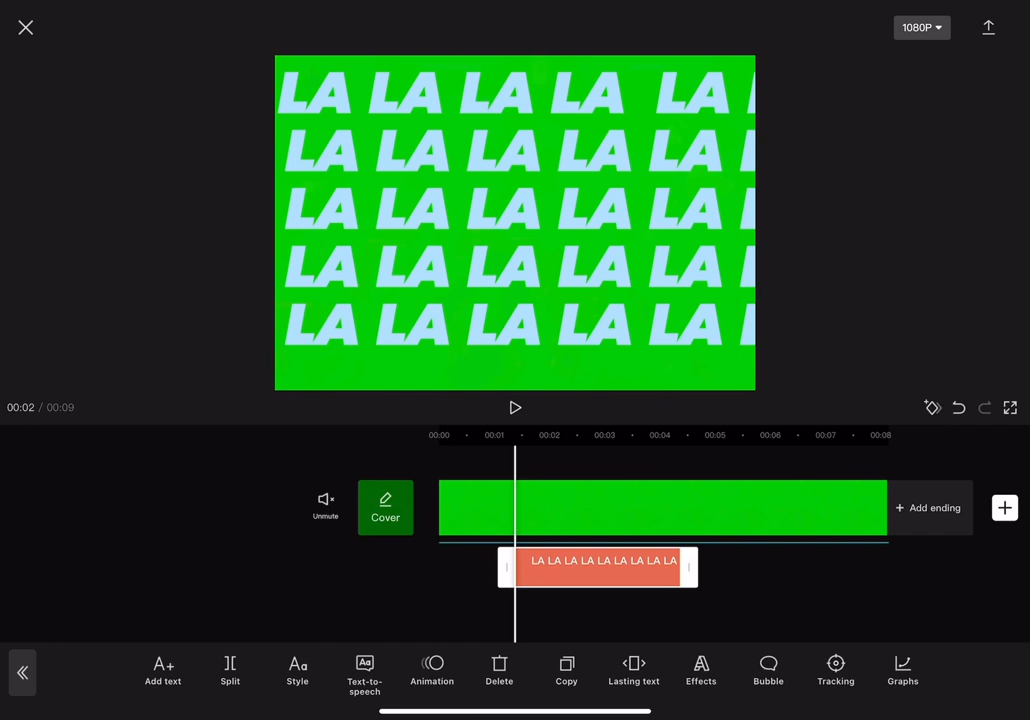 1080P
LA LA LA LA LA
LA LA LA LA LA
LA LA LA LA LA
LA LA LA LA LA
LA LA LA LA LA
00:02 / 00:09
00:00 00:01 00:02 00:03 00:04 00:05 00:06 00:07 00:08
Unmute
Cover
+ Add ending
LA LA LA LA LA LA LA LA LA
Add text Split Style Text-to-speech Animation Delete Copy Lasting text Effects Bubble Tracking Graphs